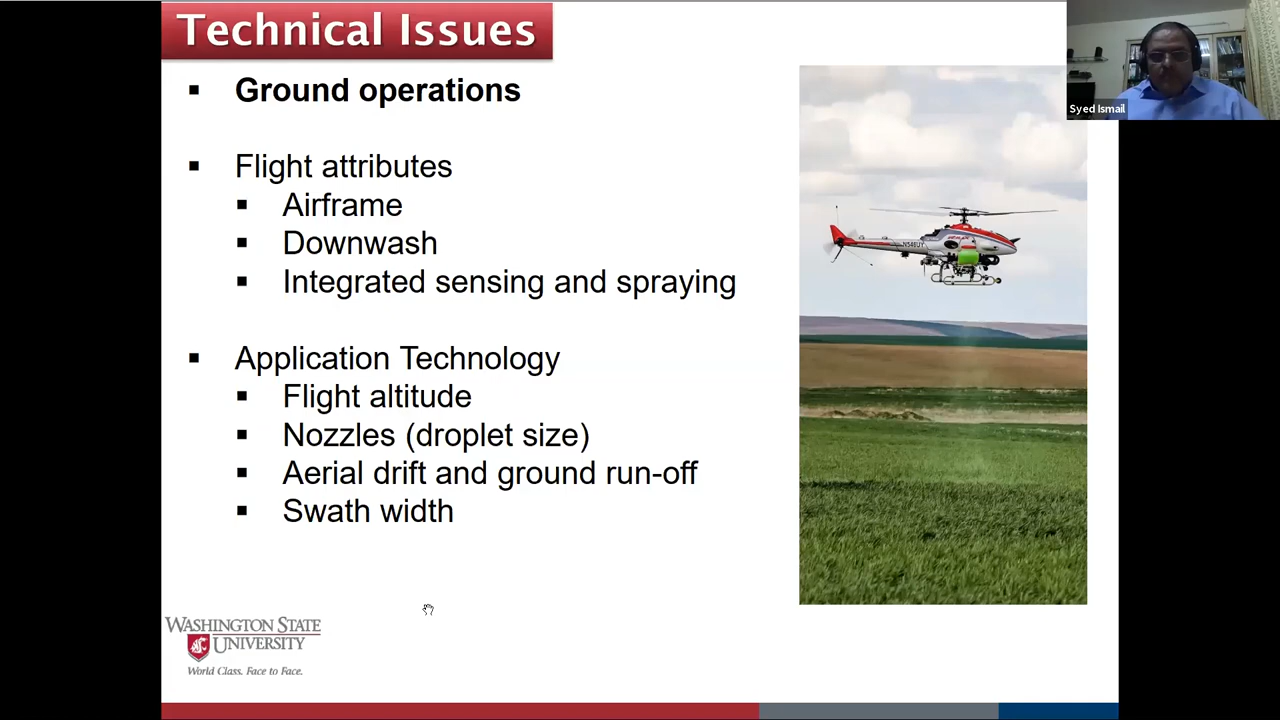 Technical Issues
Syed Ismail
▪ Ground operations
▪ Flight attributes
▪ Airframe
▪ Downwash
▪ Integrated sensing and spraying
▪ Application Technology
▪ Flight altitude
▪ Nozzles (droplet size)
▪ Aerial drift and ground run-off
▪ Swath width
N546UY
WASHINGTON STATE
UNIVERSITY
World Class. Face to Face.